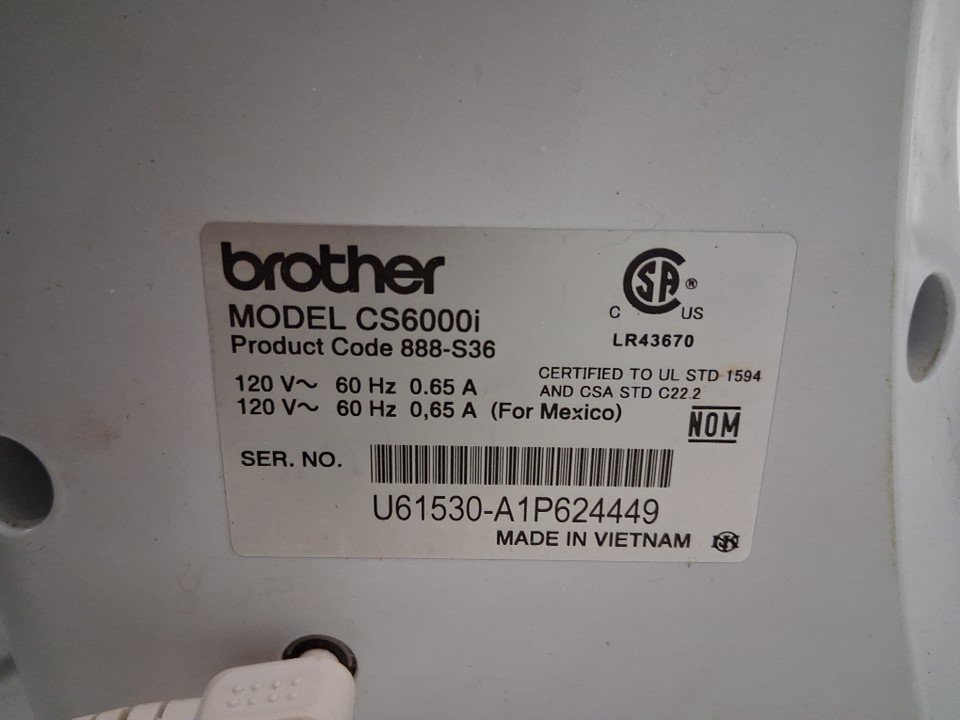 brother
MODEL CS6000i
Product Code 888-S36
120 V～ 60 Hz 0.65 A
120 V～ 60 Hz 0,65 A (For Mexico)
SA ®
C US
LR43670
CERTIFIED TO UL STD 1594
AND CSA STD C22.2
NOM
SER. NO.
U61530-A1P624449
MADE IN VIETNAM